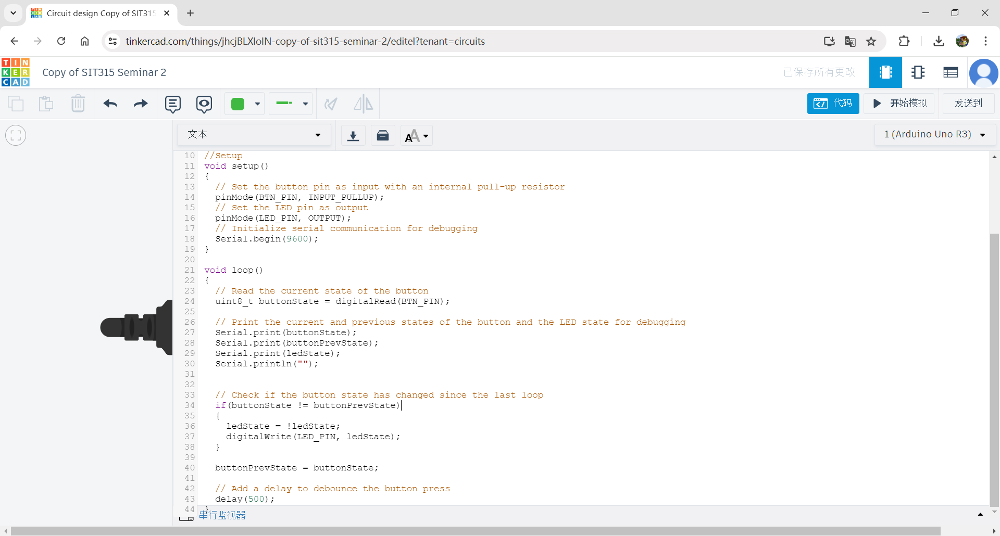 Circuit design Copy of SIT315
tinkercad.com/things/jhcjBLXIoIN-copy-of-sit315-seminar-2/editel?tenant=circuits
TINKERCAD
Copy of SIT315 Seminar 2
已保存所有更改
代码
开始模拟
发送到
文本
1 (Arduino Uno R3)
10 //Setup
11 void setup()
12 {
13 // Set the button pin as input with an internal pull-up resistor
14 pinMode(BTN_PIN, INPUT_PULLUP);
15 // Set the LED pin as output
16 pinMode(LED_PIN, OUTPUT);
17 // Initialize serial communication for debugging
18 Serial.begin(9600);
19 }
20
21 void loop()
22 {
23 // Read the current state of the button
24 uint8_t buttonState = digitalRead(BTN_PIN);
25
26 // Print the current and previous states of the button and the LED state for debugging
27 Serial.print(buttonState);
28 Serial.print(buttonPrevState);
29 Serial.print(ledState);
30 Serial.println("");
31
32
33 // Check if the button state has changed since the last loop
34 if(buttonState != buttonPrevState)
35 {
36 ledState = !ledState;
37 digitalWrite(LED_PIN, ledState);
38 }
39
40 buttonPrevState = buttonState;
41
42 // Add a delay to debounce the button press
43 delay(500);
44 }
串行监视器